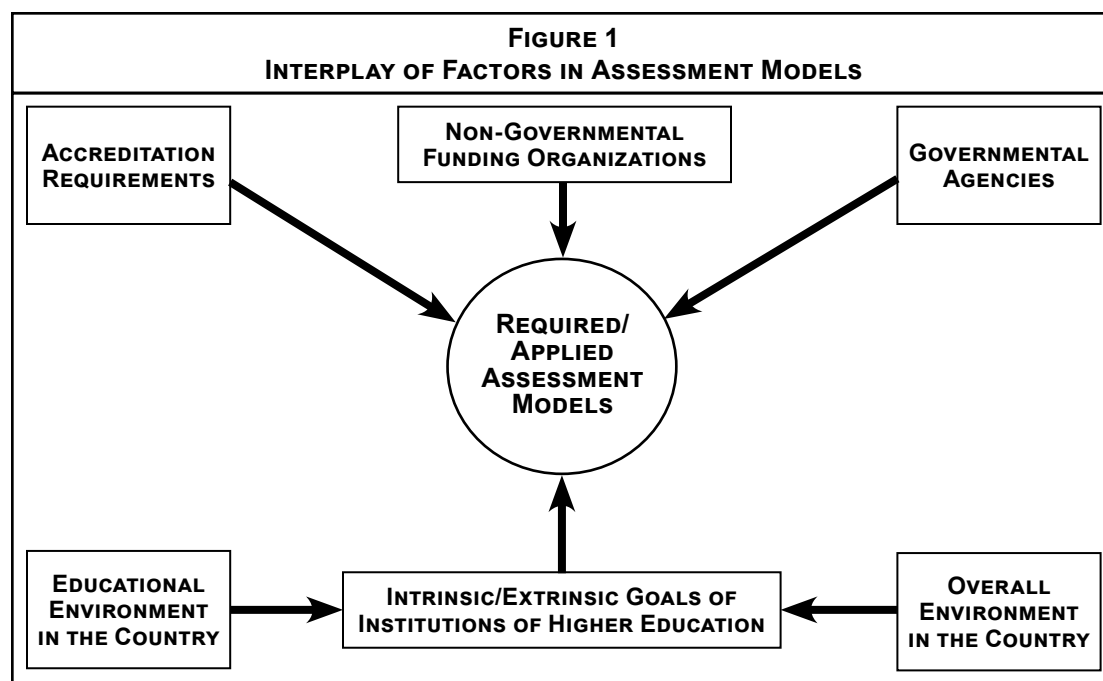 Figure 1
Interplay of Factors in Assessment Models
Accreditation
Requirements
Non-Governmental
Funding Organizations
Governmental
Agencies
Required/
Applied
Assessment
Models
Educational
Environment
in the Country
Intrinsic/Extrinsic Goals of
Institutions of Higher Education
Overall
Environment
in the Country